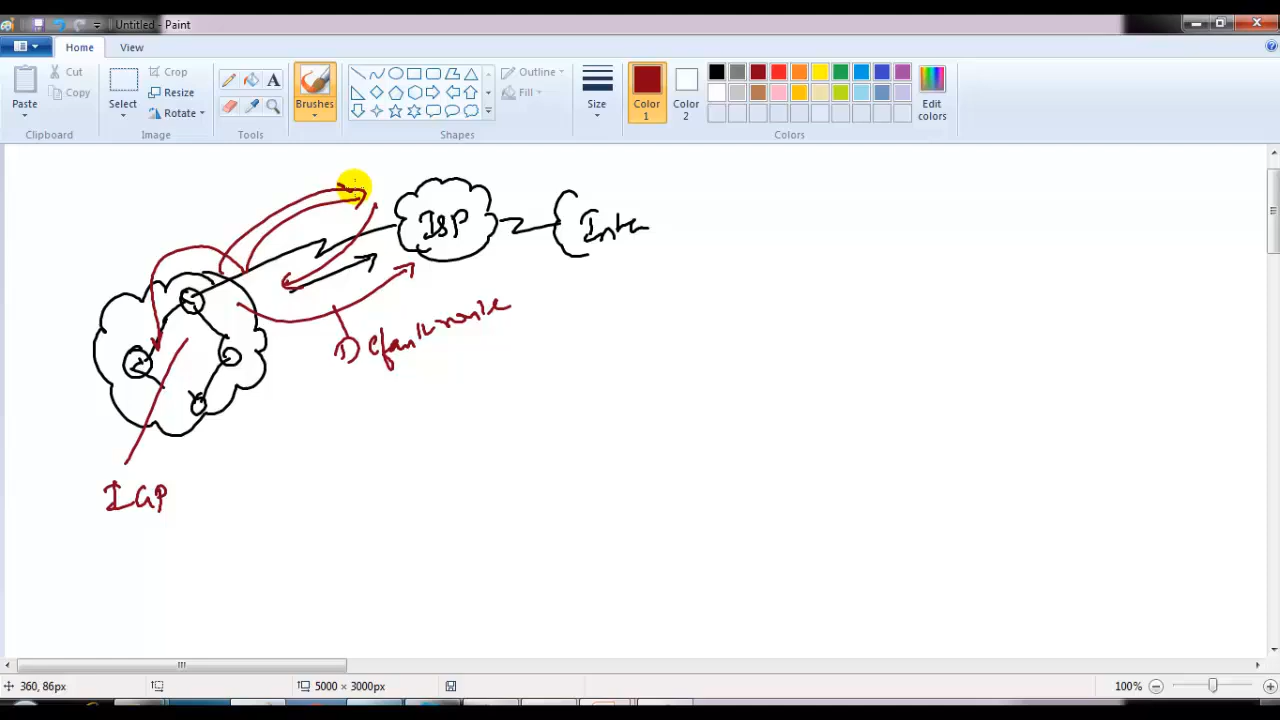 Untitled - Paint
Home
View
Paste
Cut
Copy
Select
Crop
Resize
Rotate
A
Brushes
Outline
Fill
Size
Color
1
Color
2
Edit
colors
Clipboard
Image
Tools
Shapes
Colors
ISP
Inte
Default route
IGP
360, 86px
5000 × 3000px
100%